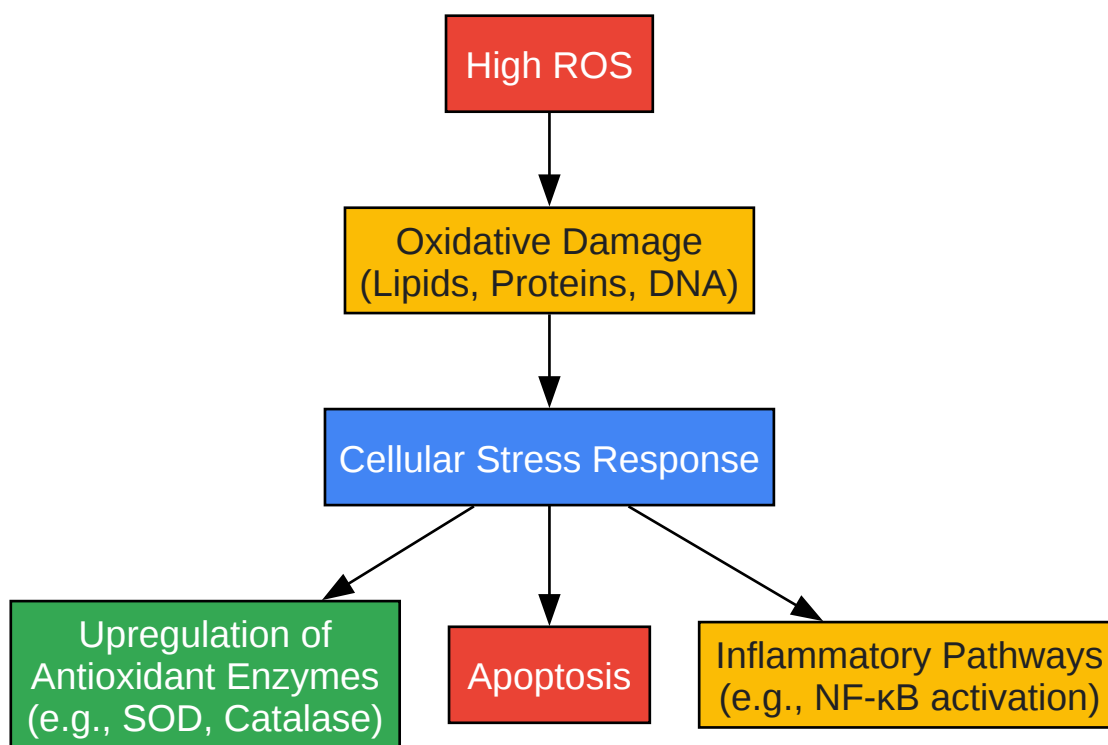 High ROS
Oxidative Damage
(Lipids, Proteins, DNA)
Cellular Stress Response
Upregulation of
Antioxidant Enzymes
(e.g., SOD, Catalase)
Apoptosis
Inflammatory Pathways
(e.g., NF-κB activation)